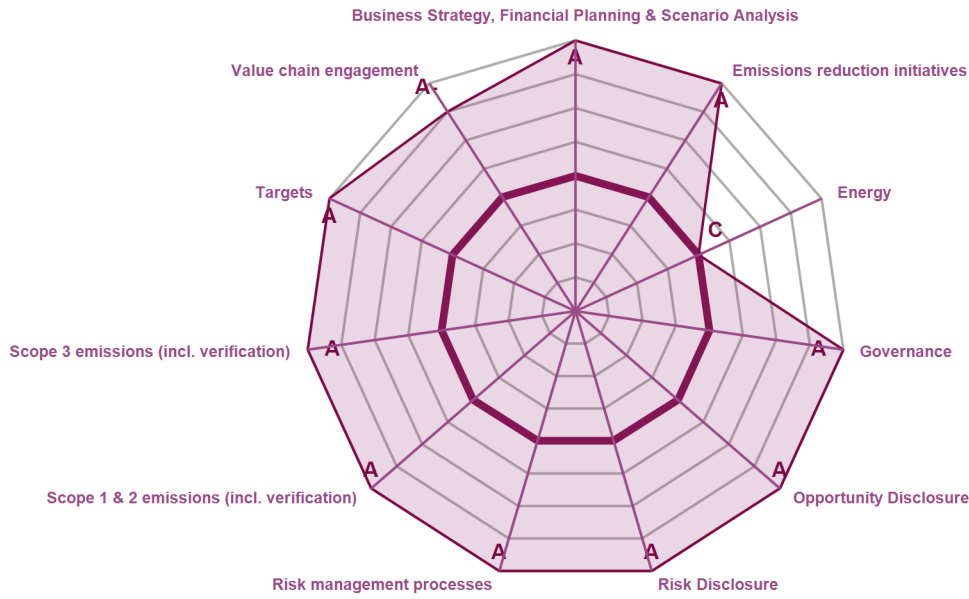 Business Strategy, Financial Planning & Scenario Analysis
A
Value chain engagement
A-
Emissions reduction initiatives
A
Targets
A
Energy
C
Scope 3 emissions (incl. verification)
A
A
Governance
A
Scope 1 & 2 emissions (incl. verification)
A
Opportunity Disclosure
A
Risk management processes
A
Risk Disclosure